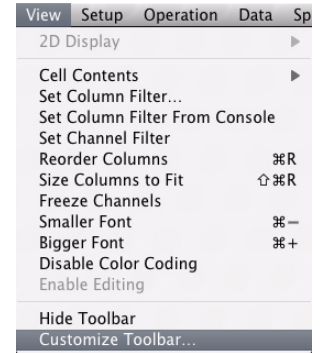 View Setup Operation Data Sp
2D Display ▶
Cell Contents ▶
Set Column Filter...
Set Column Filter From Console
Set Channel Filter
Reorder Columns ⌘R
Size Columns to Fit ⇧⌘R
Freeze Channels
Smaller Font ⌘−
Bigger Font ⌘+
Disable Color Coding
Enable Editing
Hide Toolbar
Customize Toolbar...